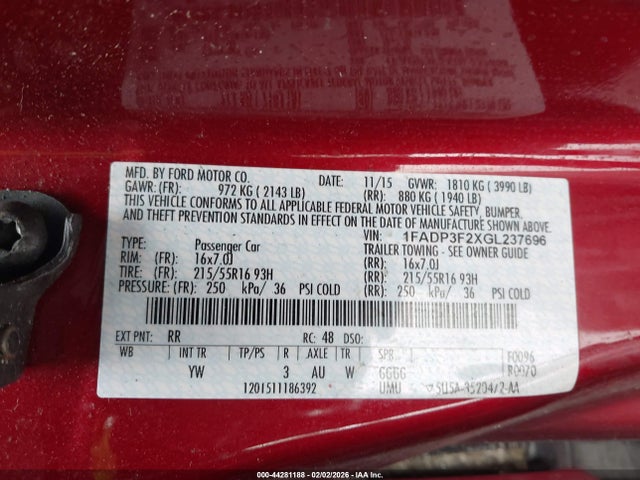 MFD. BY FORD MOTOR CO. DATE: 11/15 GVWR: 1810 KG ( 3990 LB)
GAWR: (FR): 972 KG ( 2143 LB) (RR): 880 KG ( 1940 LB)
THIS VEHICLE CONFORMS TO ALL APPLICABLE FEDERAL MOTOR VEHICLE SAFETY, BUMPER,
AND THEFT PREVENTION STANDARDS IN EFFECT ON THE DATE OF MANUFACTURE SHOWN ABOVE.
VIN: 1FADP3F2XGL237696
TYPE: Passenger Car TRAILER TOWING - SEE OWNER GUIDE
RIM: (FR): 16x7.0J (RR): 16x7.0J
TIRE: (FR): 215/55R16 93H (RR): 215/55R16 93H
PRESSURE: (FR): 250 kPa/ 36 PSI COLD (RR): 250 kPa/ 36 PSI COLD
EXT PNT: RR RC: 48 DSO: F0096
WB INT TR TP/PS R AXLE TR SPR R0070
YW 3 AU W GGGG
1201511186392 UMU
000-44281188 - 02/02/2026 - IAAI.com